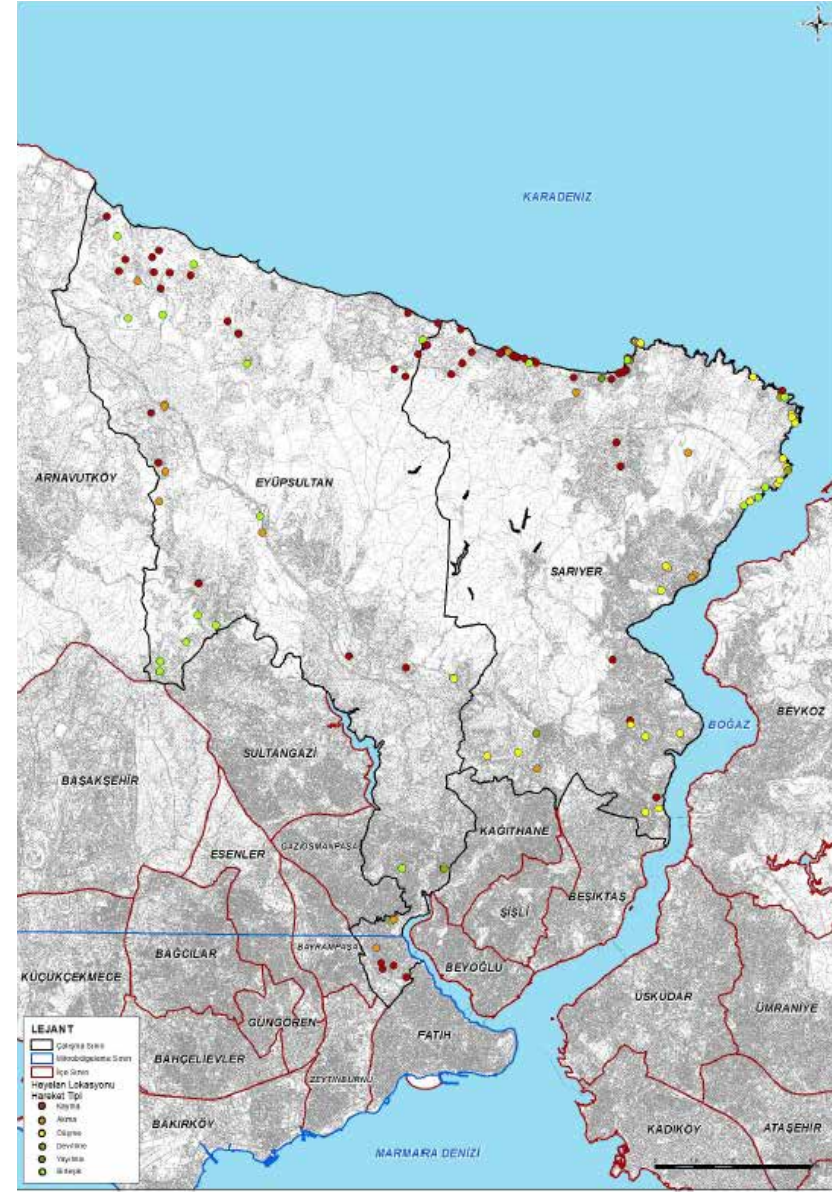 KARADENİZ
ARNAVUTKÖY
EYÜPSULTAN
SARIYER
BOĞAZ
BEYKOZ
SULTANGAZİ
BAŞAKŞEHİR
ESENLER
GAZİOSMANPAŞA
KAĞITHANE
BEŞİKTAŞ
ŞİŞLİ
BAĞCILAR
BAYRAMPAŞA
BEYOĞLU
KÜÇÜKÇEKMECE
ÜSKÜDAR
ÜMRANİYE
GÜNGÖREN
FATİH
BAHÇELİEVLER
ZEYTİNBURNU
BAKIRKÖY
KADIKÖY
ATAŞEHİR
MARMARA DENİZİ
LEJANT
Çalışma Sınırı
Mikrobölgeleme Sınırı
İlçe Sınırı
Heyelan Lokasyonu
Hareket Tipi
Kayma
Akma
Düşme
Devrilme
Yayılma
Birleşik